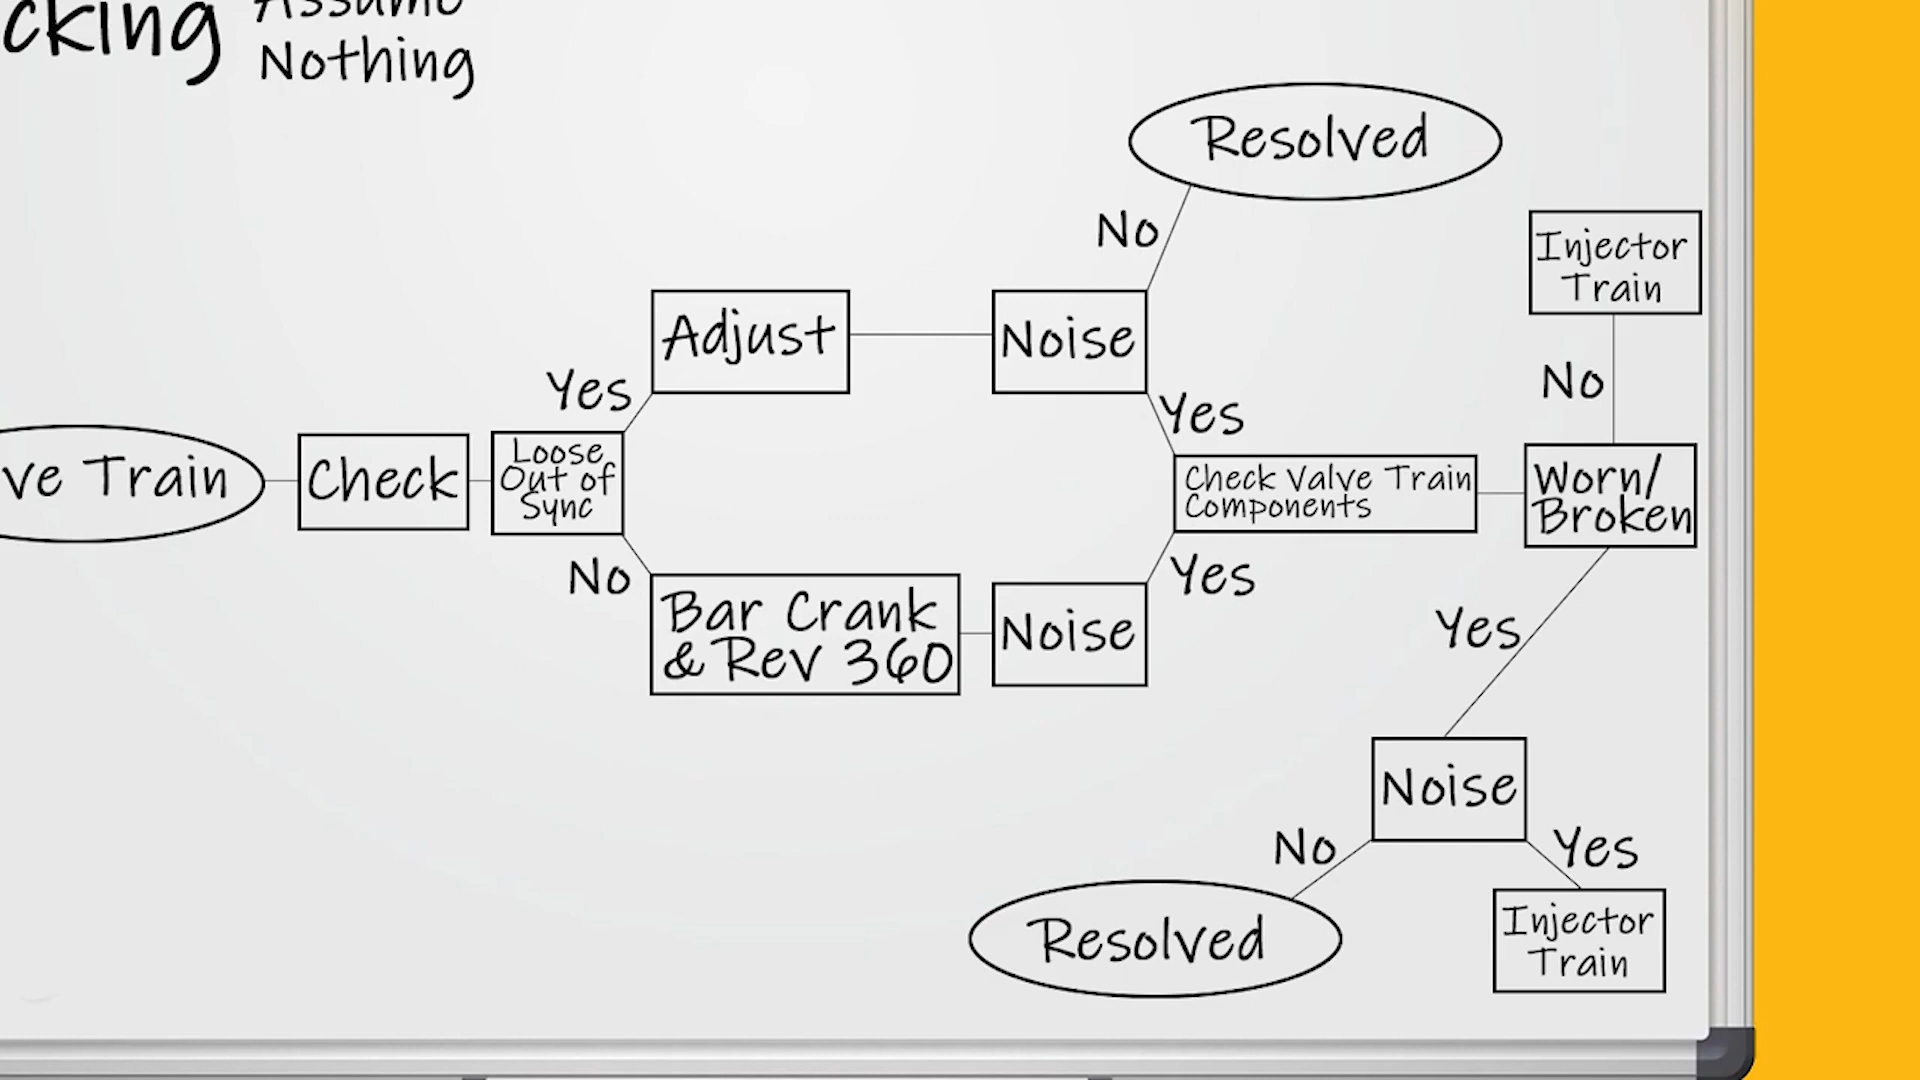 cking
Assume
Nothing
Resolved
No
Injector
Train
Adjust
Noise
No
Yes
Yes
ve Train
Check
Loose
Out of
Sync
Check Valve Train
Components
Worn/
Broken
No
Yes
Bar Crank
& Rev 360
Noise
Yes
Noise
No
Yes
Resolved
Injector
Train